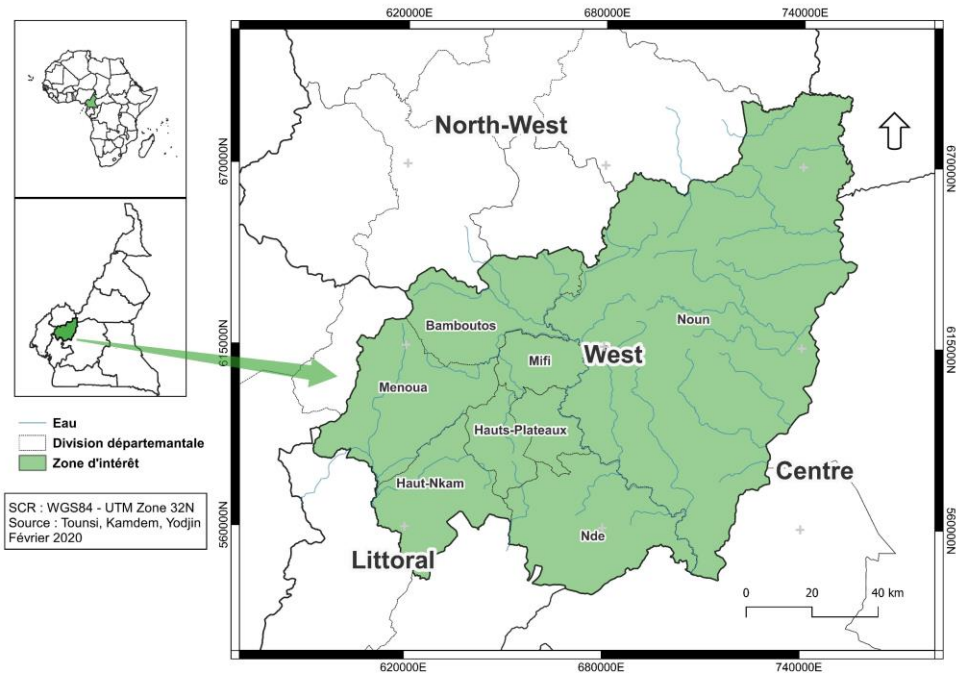 620000E
680000E
740000E
North-West
670000N
670000N
Bamboutos
Noun
615000N
615000N
Mifi
West
Menoua
Hauts-Plateaux
Eau
Division départemantale
Zone d'intérêt
Centre
Haut-Nkam
SCR : WGS84 - UTM Zone 32N
Source : Tounsi, Kamdem, Yodjin
Février 2020
560000N
560000N
Nde
Littoral
0 20 40 km
620000E
680000E
740000E